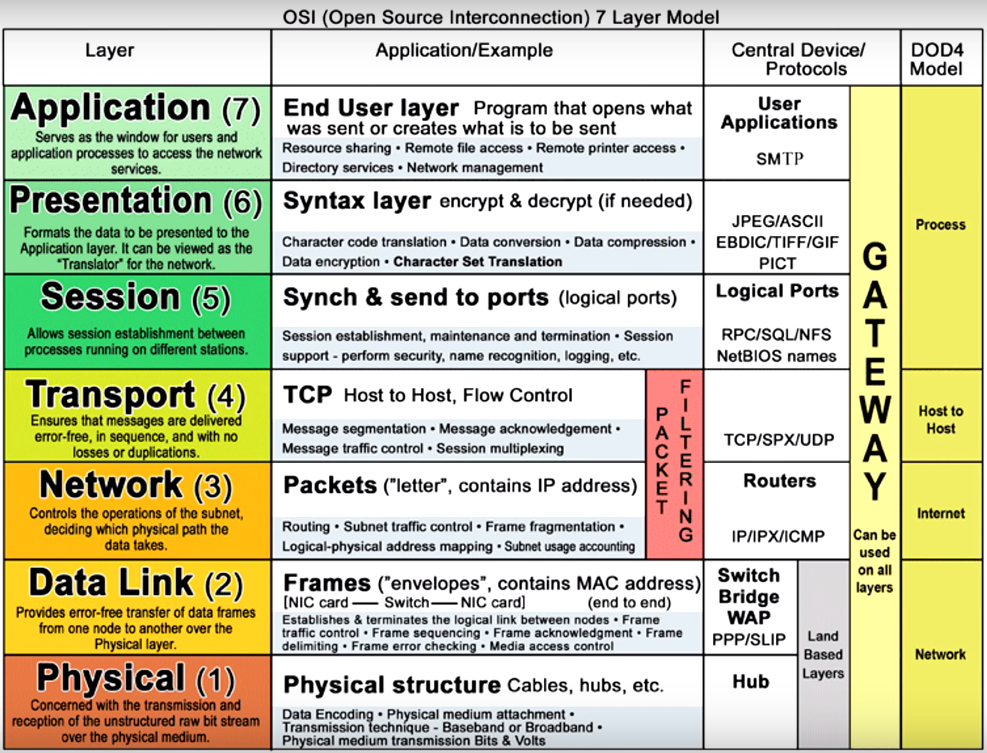 OSI (Open Source Interconnection) 7 Layer Model
Layer
Application/Example
Central Device/
Protocols
DOD4
Model
Application (7)
Serves as the window for users and
application processes to access the network
services.
End User layer Program that opens what
was sent or creates what is to be sent
Resource sharing • Remote file access • Remote printer access •
Directory services • Network management
User
Applications
SMTP
Presentation (6)
Formats the data to be presented to the
Application layer. It can be viewed as the
"Translator" for the network.
Syntax layer encrypt & decrypt (if needed)
Character code translation • Data conversion • Data compression •
Data encryption • Character Set Translation
JPEG/ASCII
EBDIC/TIFF/GIF
PICT
Session (5)
Allows session establishment between
processes running on different stations.
Synch & send to ports (logical ports)
Session establishment, maintenance and termination • Session
support - perform security, name recognition, logging, etc.
Logical Ports
RPC/SQL/NFS
NetBIOS names
Process
Transport (4)
Ensures that messages are delivered
error-free, in sequence, and with no
losses or duplications.
TCP Host to Host, Flow Control
Message segmentation • Message acknowledgement •
Message traffic control • Session multiplexing
TCP/SPX/UDP
Host to
Host
Network (3)
Controls the operations of the subnet,
deciding which physical path the
data takes.
Packets ("letter", contains IP address)
Routing • Subnet traffic control • Frame fragmentation •
Logical-physical address mapping • Subnet usage accounting
PACKET
FILTERING
Routers
IP/IPX/ICMP
Internet
Data Link (2)
Provides error-free transfer of data frames
from one node to another over the
Physical layer.
Frames ("envelopes", contains MAC address)
[NIC card — Switch — NIC card] (end to end)
Establishes & terminates the logical link between nodes • Frame
traffic control • Frame sequencing • Frame acknowledgment • Frame
delimiting • Frame error checking • Media access control
Switch
Bridge
WAP
PPP/SLIP
Physical (1)
Concerned with the transmission and
reception of the unstructured raw bit stream
over the physical medium.
Physical structure Cables, hubs, etc.
Data Encoding • Physical medium attachment •
Transmission technique - Baseband or Broadband •
Physical medium transmission Bits & Volts
Hub
Land
Based
Layers
GATEWAY
Can be
used
on all
layers
Network